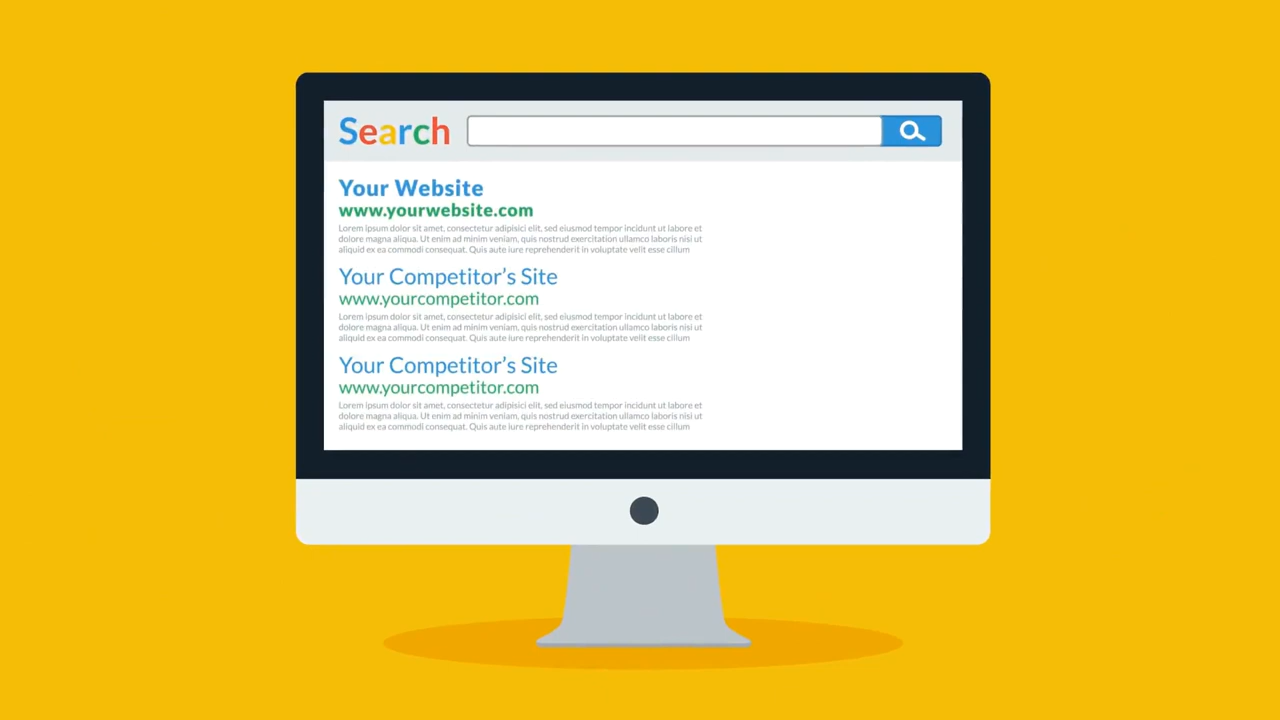 Search
Your Website
www.yourwebsite.com
Lorem ipsum dolor sit amet, consectetur adipisici elit, sed eiusmod tempor incidunt ut labore et
dolore magna aliqua. Ut enim ad minim veniam, quis nostrud exercitation ullamco laboris nisi ut
aliquid ex ea commodi consequat. Quis aute iure reprehenderit in voluptate velit esse cillum
Your Competitor’s Site
www.yourcompetitor.com
Lorem ipsum dolor sit amet, consectetur adipisici elit, sed eiusmod tempor incidunt ut labore et
dolore magna aliqua. Ut enim ad minim veniam, quis nostrud exercitation ullamco laboris nisi ut
aliquid ex ea commodi consequat. Quis aute iure reprehenderit in voluptate velit esse cillum
Your Competitor’s Site
www.yourcompetitor.com
Lorem ipsum dolor sit amet, consectetur adipisici elit, sed eiusmod tempor incidunt ut labore et
dolore magna aliqua. Ut enim ad minim veniam, quis nostrud exercitation ullamco laboris nisi ut
aliquid ex ea commodi consequat. Quis aute iure reprehenderit in voluptate velit esse cillum